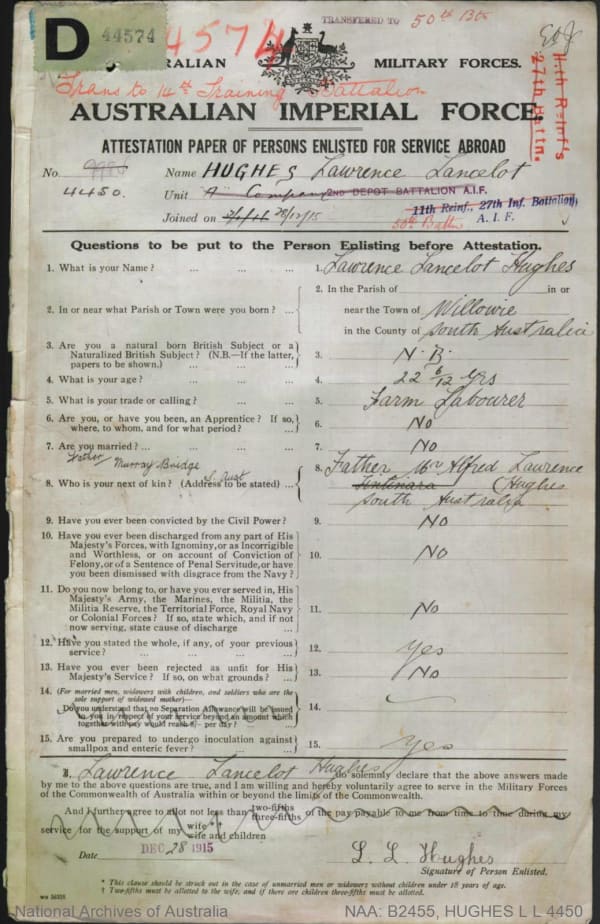 TRANSFERRED TO 50th Btn
D 44574
44574
AUSTRALIAN MILITARY FORCES.
Trans to 14th Training Battalion
11th Reinf's
27th Battn.
AUSTRALIAN IMPERIAL FORCE.
ATTESTATION PAPER OF PERSONS ENLISTED FOR SERVICE ABROAD
No. 4450. Name HUGHES Lawrence Lancelot
Unit A Company 2ND DEPOT BATTALION A.I.F.
11th Reinf., 27th Inf. Battalion, A. I. F.
50th Battn
Joined on 28/12/15
Questions to be put to the Person Enlisting before Attestation.
1. What is your Name? ... ... ... 1. Lawrence Lancelot Hughes
2. In or near what Parish or Town were you born? ... 2. In the Parish of in or
near the Town of Willowie
in the County of South Australia
3. Are you a natural born British Subject or a
Naturalized British Subject? (N.B.—If the latter,
papers to be shown.) ... ... 3. N. B.
4. What is your age? ... ... ... 4. 22 6/12 Yrs
5. What is your trade or calling? ... ... 5. Farm Labourer
6. Are you, or have you been, an Apprentice? If so,
where, to whom, and for what period? ... 6. No
7. Are you married? ... ... ... 7. No
Father Murray Bridge
S. Aust
8. Who is your next of kin? (Address to be stated) ... 8. Father Mr Alfred Lawrence
Tintinara Hughes
South Australia
9. Have you ever been convicted by the Civil Power? 9. No
10. Have you ever been discharged from any part of His
Majesty's Forces, with Ignominy, or as Incorrigible
and Worthless, or on account of Conviction of
Felony, or of a Sentence of Penal Servitude, or have
you been dismissed with disgrace from the Navy? 10. No
11. Do you now belong to, or have you ever served in, His
Majesty's Army, the Marines, the Militia, the
Militia Reserve, the Territorial Force, Royal Navy
or Colonial Forces? If so, state which, and if not
now serving, state cause of discharge ... 11. No
12. Have you stated the whole, if any, of your previous
service? ... ... ... 12. Yes
13. Have you ever been rejected as unfit for His
Majesty's Service? If so, on what grounds? ... 13. No
14. (For married men, widowers with children, and soldiers who are the
sole support of widowed mother)—
Do you understand that no Separation Allowance will be issued
to you in respect of your service beyond an amount which
together with pay would reach 8/- per day? ... 14.
15. Are you prepared to undergo inoculation against
smallpox and enteric fever? ... ... 15. Yes
I, Lawrence Lancelot Hughes do solemnly declare that the above answers made
by me to the above questions are true, and I am willing and hereby voluntarily agree to serve in the Military Forces
of the Commonwealth of Australia within or beyond the limits of the Commonwealth.
And I further agree to allot not less than two-fifths three-fifths of the pay payable to me from time to time during my
service for the support of my wife wife and children
Date DEC 28 1915 L. L. Hughes
Signature of Person Enlisted.
* This clause should be struck out in the case of unmarried men or widowers without children under 18 years of age.
† Two-fifths must be allotted to the wife, and if there are children three-fifths must be allotted.
National Archives of Australia NAA: B2455, HUGHES L L 4450